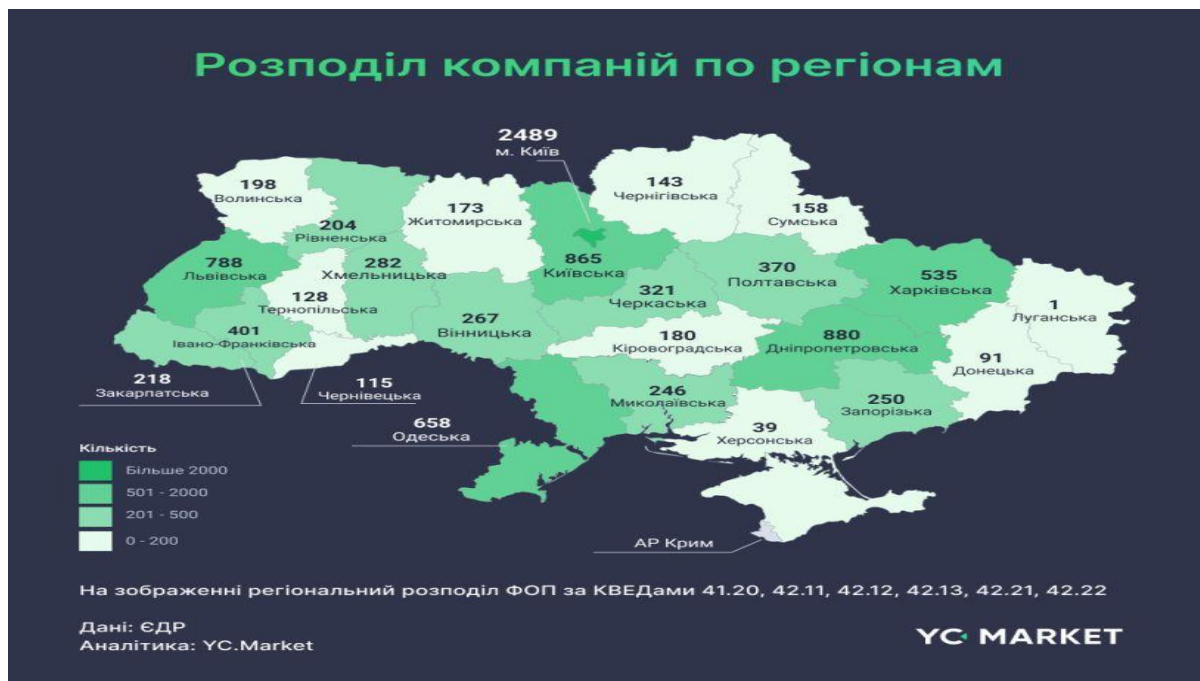 Розподіл компаній по регіонам
2489
м. Київ
198
Волинська
204
Рівненська
173
Житомирська
143
Чернігівська
158
Сумська
788
Львівська
282
Хмельницька
865
Київська
370
Полтавська
535
Харківська
1
Луганська
128
Тернопільська
321
Черкаська
401
Івано-Франківська
267
Вінницька
180
Кіровоградська
880
Дніпропетровська
91
Донецька
218
Закарпатська
115
Чернівецька
246
Миколаївська
250
Запорізька
658
Одеська
39
Херсонська
АР Крим
Кількість
Більше 2000
501 - 2000
201 - 500
0 - 200
На зображенні регіональний розподіл ФОП за КВЕДами 41.20, 42.11, 42.12, 42.13, 42.21, 42.22
Дані: ЄДР
Аналітика: YC.Market
YC MARKET